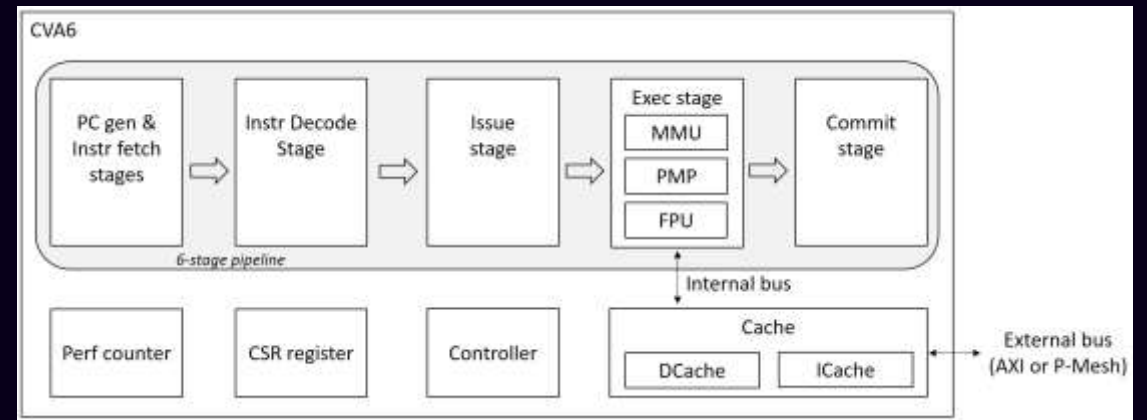 CVA6
PC gen &
Instr fetch
stages
Instr Decode
Stage
Issue
stage
Exec stage
MMU
PMP
FPU
Commit
stage
6-stage pipeline
Internal bus
Perf counter
CSR register
Controller
Cache
DCache
ICache
External bus
(AXI or P-Mesh)